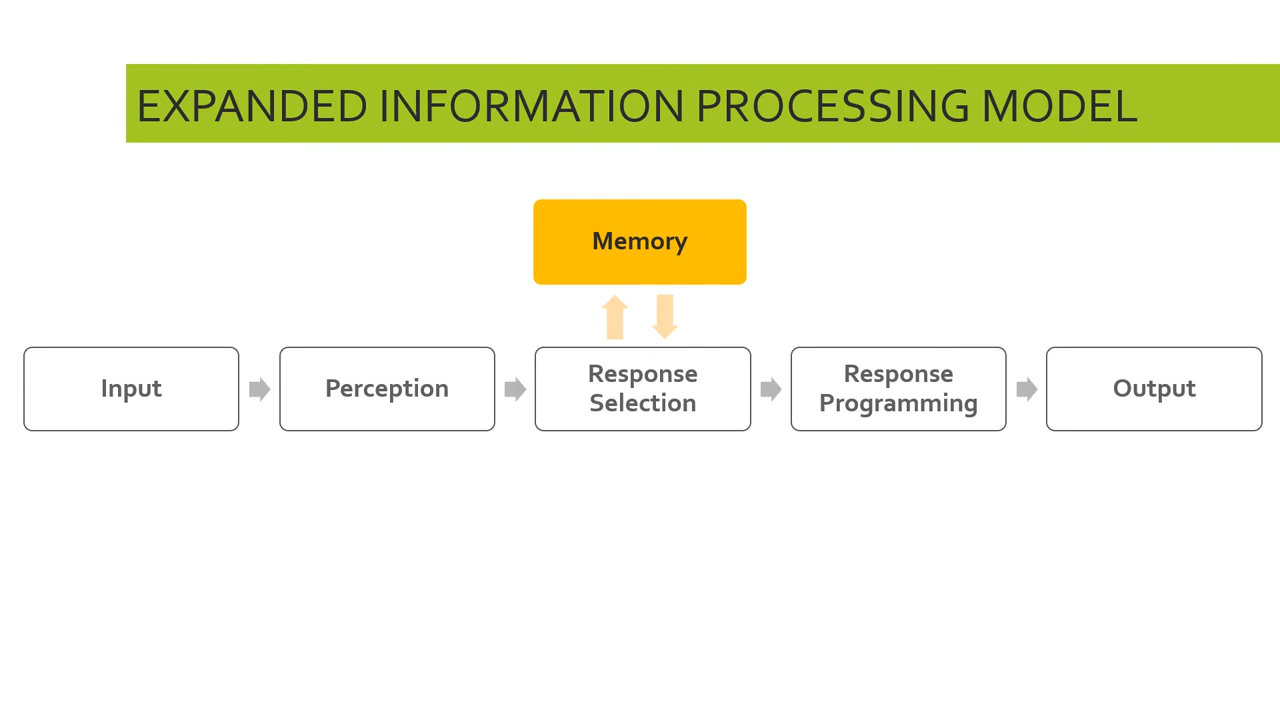 EXPANDED INFORMATION PROCESSING MODEL
Memory
Input
Perception
Response
Selection
Response
Programming
Output